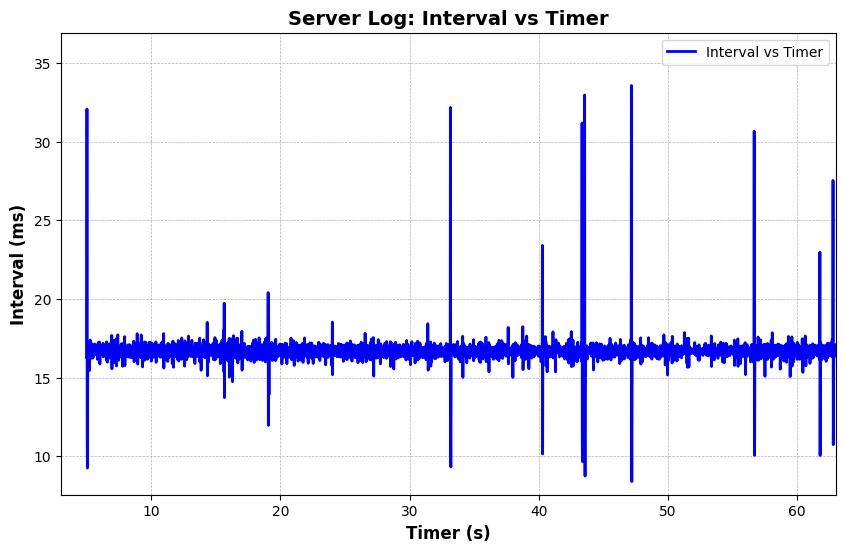 Server Log: Interval vs Timer
Interval vs Timer
35
30
25
20
15
10
Interval (ms)
10 20 30 40 50 60
Timer (s)